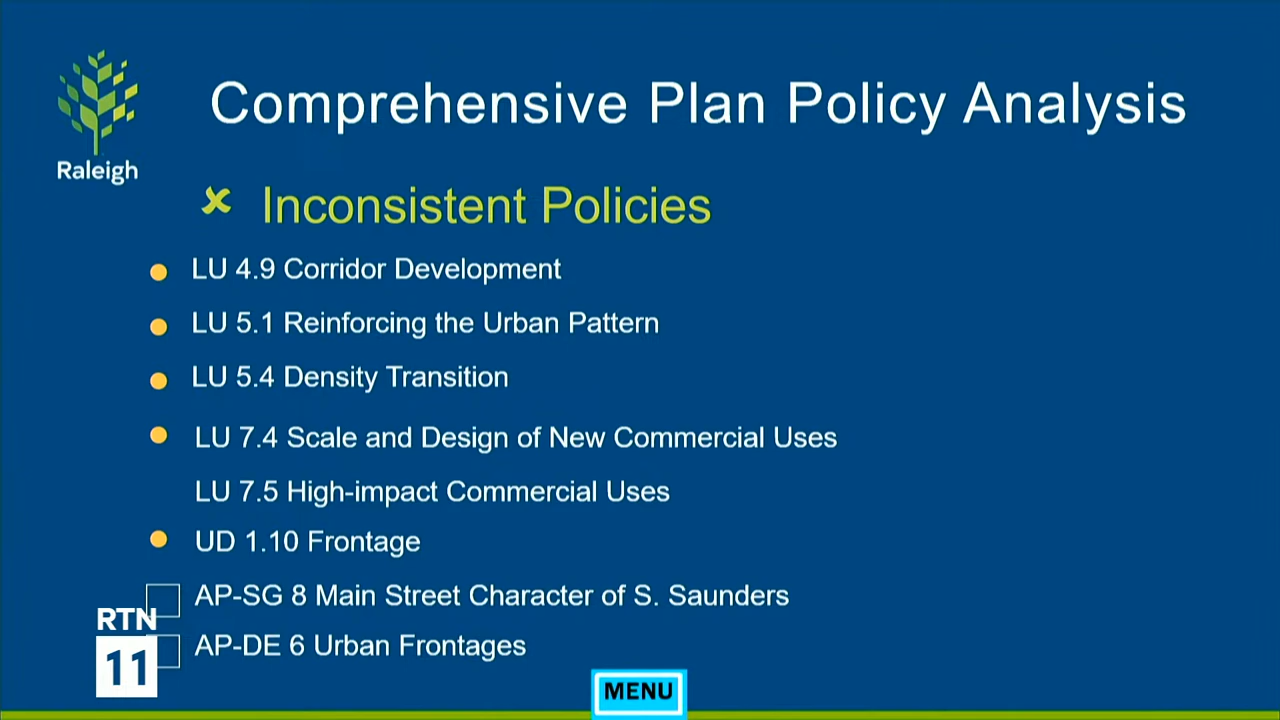 Comprehensive Plan Policy Analysis
Raleigh
Inconsistent Policies
LU 4.9 Corridor Development
LU 5.1 Reinforcing the Urban Pattern
LU 5.4 Density Transition
LU 7.4 Scale and Design of New Commercial Uses
LU 7.5 High-impact Commercial Uses
UD 1.10 Frontage
AP-SG 8 Main Street Character of S. Saunders
AP-DE 6 Urban Frontages
RTN
11
MENU